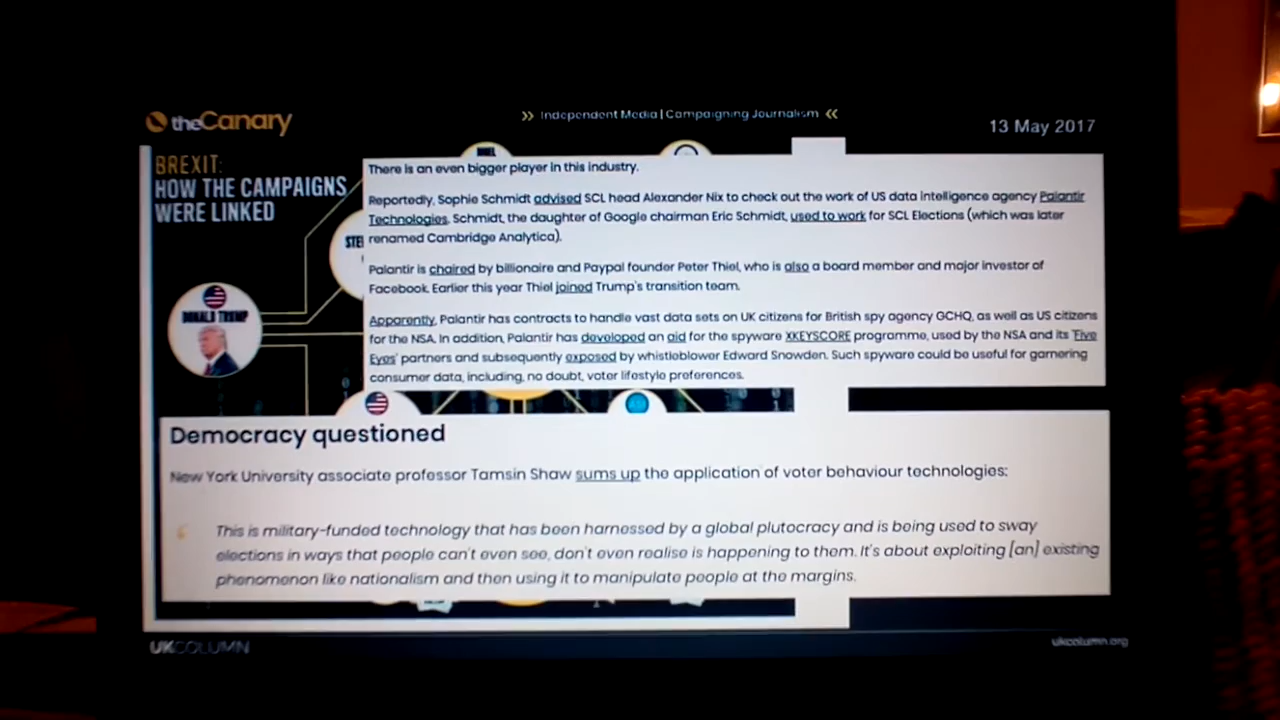 theCanary
Independent Media | Campaigning Journalism
13 May 2017
BREXIT:
HOW THE CAMPAIGNS
WERE LINKED
There is an even bigger player in this industry.
Reportedly, Sophie Schmidt advised SCL head Alexander Nix to check out the work of US data intelligence agency Palantir
Technologies. Schmidt, the daughter of Google chairman Eric Schmidt, used to work for SCL Elections (which was later
renamed Cambridge Analytica).
Palantir is chaired by billionaire and Paypal founder Peter Thiel, who is also a board member and major investor of
Facebook. Earlier this year Thiel joined Trump's transition team.
Apparently, Palantir has contracts to handle vast data sets on UK citizens for British spy agency GCHQ, as well as US citizens
for the NSA. In addition, Palantir has developed an aid for the spyware XKEYSCORE programme, used by the NSA and its 'Five
Eyes' partners and subsequently exposed by whistleblower Edward Snowden. Such spyware could be useful for garnering
consumer data, including, no doubt, voter lifestyle preferences.
DONALD TRUMP
Democracy questioned
New York University associate professor Tamsin Shaw sums up the application of voter behaviour technologies:
This is military-funded technology that has been harnessed by a global plutocracy and is being used to sway
elections in ways that people can't even see, don't even realise is happening to them. It's about exploiting [an] existing
phenomenon like nationalism and then using it to manipulate people at the margins.
UKCOLUMN
ukcolumn.org